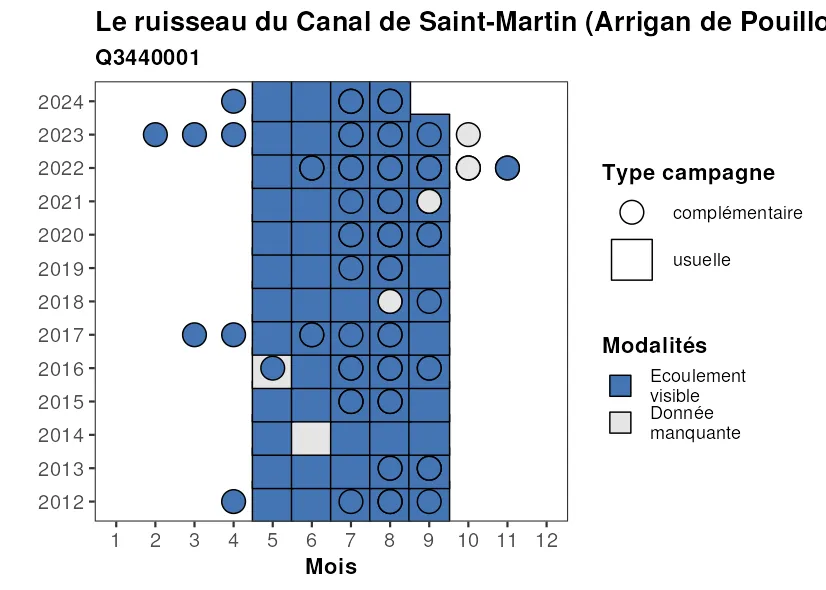 Le ruisseau du Canal de Saint-Martin (Arrigan de Pouillo
Q3440001
2024
2023
2022
2021
2020
2019
2018
2017
2016
2015
2014
2013
2012
1 2 3 4 5 6 7 8 9 10 11 12
Mois
Type campagne
complémentaire
usuelle
Modalités
Ecoulement
visible
Donnée
manquante